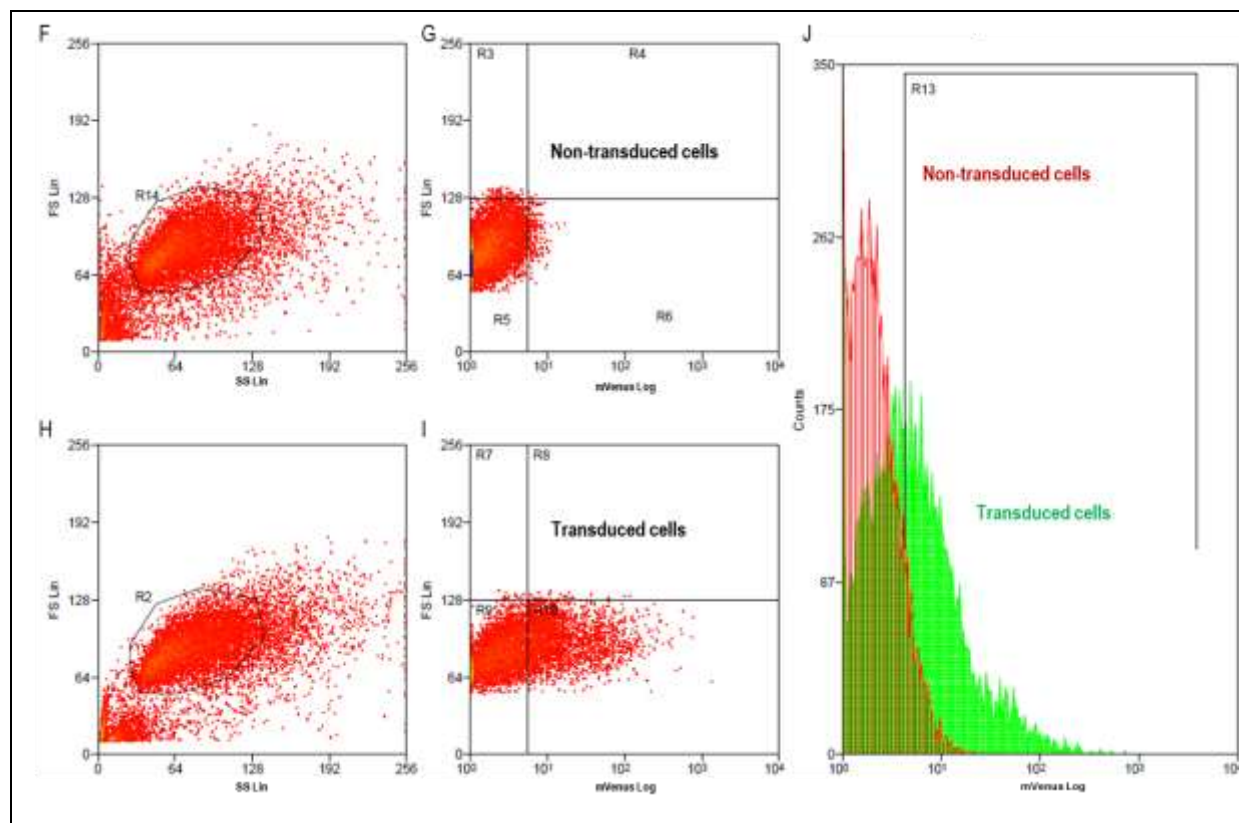 F
256
192
128
64
0
R14
FS Lin
0 64 128 192 256
SS Lin
G
256
192
128
64
0
R3
R4
Non-transduced cells
R5
R6
FS Lin
10⁰ 10¹ 10² 10³ 10⁴
mVenus Log
H
256
192
128
64
0
R2
FS Lin
0 64 128 192 256
SS Lin
I
256
192
128
64
0
R7
R8
Transduced cells
R9
FS Lin
10⁰ 10¹ 10² 10³ 10⁴
mVenus Log
J
350
262
175
87
0
R13
Non-transduced cells
Transduced cells
Counts
10⁰ 10¹ 10² 10³
mVenus Log